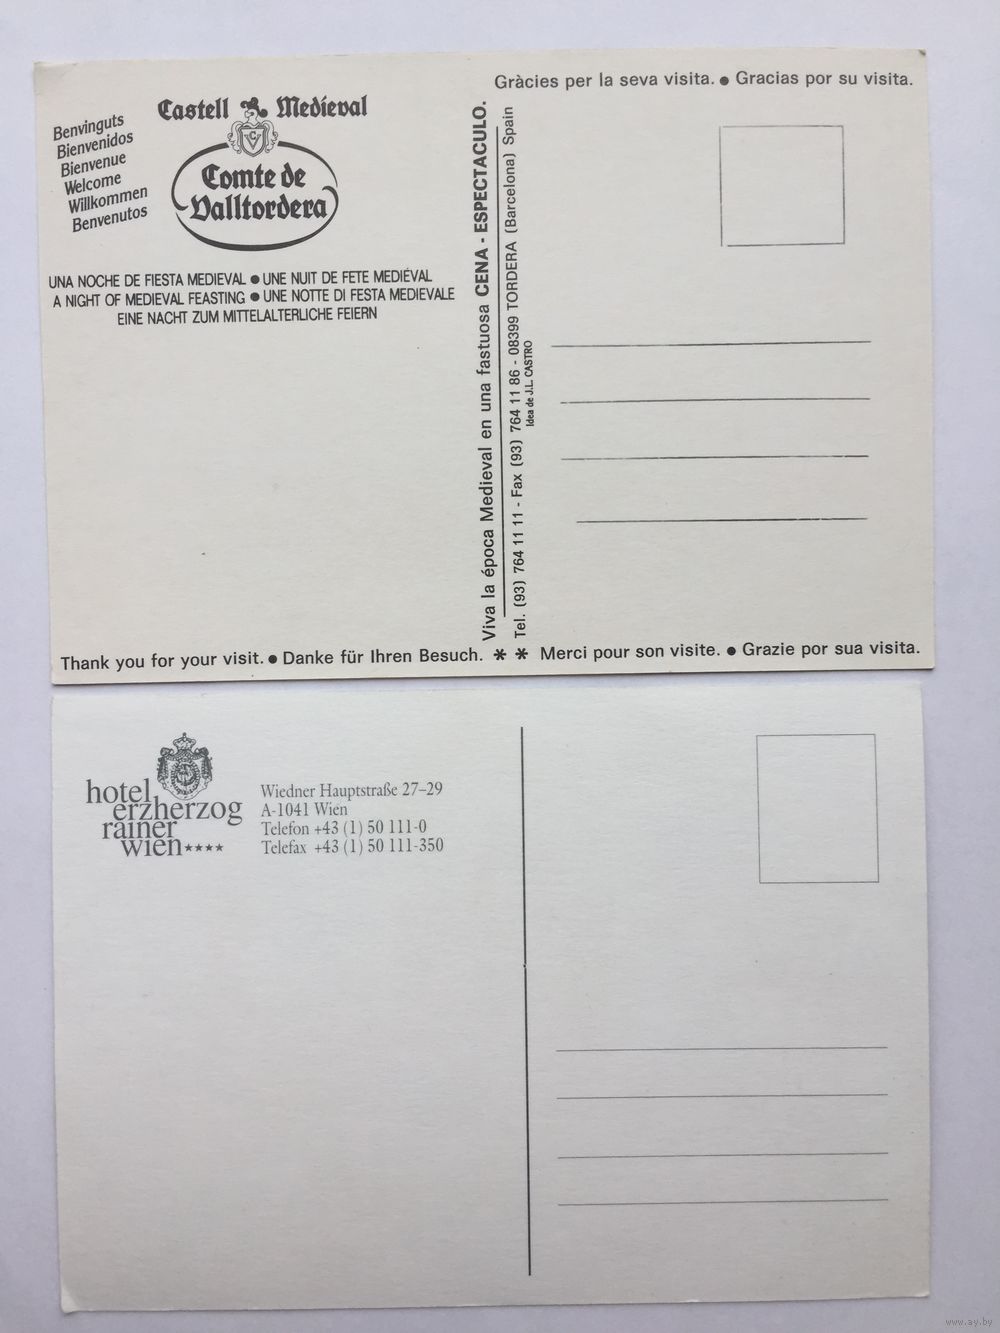 Gràcies per la seva visita. ● Gracias por su visita.
Benvinguts
Bienvenidos
Bienvenue
Welcome
Willkommen
Benvenutos
Castell Medieval
CV
Comte de
Valltordera
UNA NOCHE DE FIESTA MEDIEVAL ● UNE NUIT DE FETE MEDIÉVAL
A NIGHT OF MEDIEVAL FEASTING ● UNE NOTTE DI FESTA MEDIEVALE
EINE NACHT ZUM MITTELALTERLICHE FEIERN
Viva la época Medieval en una fastuosa CENA - ESPECTACULO.
Tel. (93) 764 11 11 - Fax (93) 764 11 86 - 08399 TORDERA (Barcelona) Spain
Idea de J.L. CASTRO
Thank you for your visit. ● Danke für Ihren Besuch. * * Merci pour son visite. ● Grazie por sua visita.
hotel
erzherzog
rainer
wien★★★★
Wiedner Hauptstraße 27–29
A-1041 Wien
Telefon +43 (1) 50 111-0
Telefax +43 (1) 50 111-350
www.ay.by